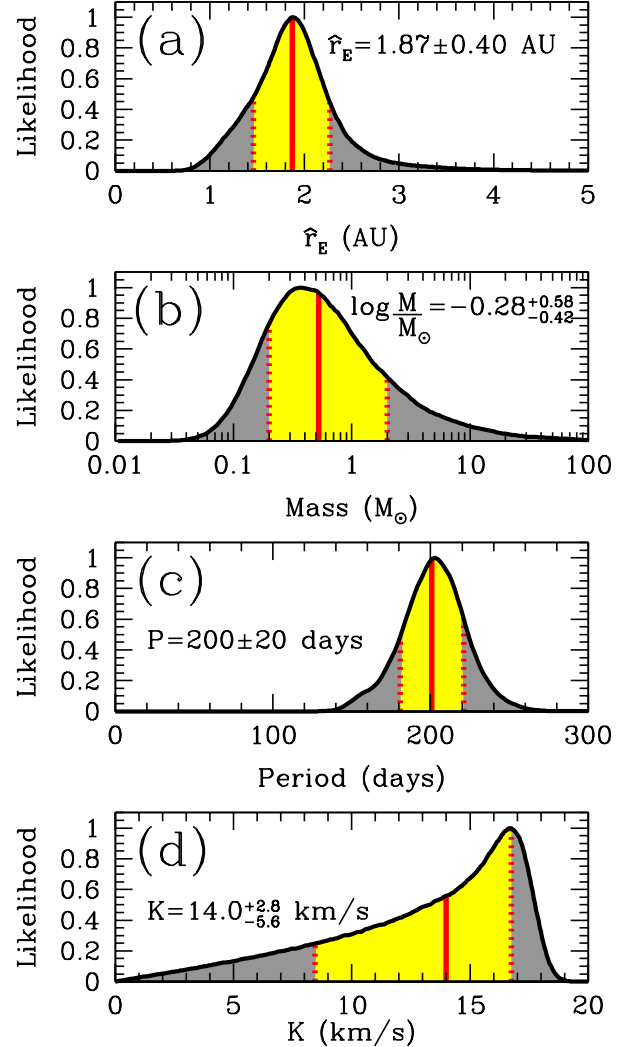 (a)
r̂_E=1.87±0.40 AU
Likelihood
1
0.8
0.6
0.4
0.2
0
0 1 2 3 4 5
r̂_E (AU)
(b)
log M/M⊙ = −0.28 +0.58 −0.42
Likelihood
1
0.8
0.6
0.4
0.2
0
0.01 0.1 1 10 100
Mass (M⊙)
(c)
P=200±20 days
Likelihood
1
0.8
0.6
0.4
0.2
0
0 100 200 300
Period (days)
(d)
K=14.0 +2.8 −5.6 km/s
Likelihood
1
0.8
0.6
0.4
0.2
0
0 5 10 15 20
K (km/s)